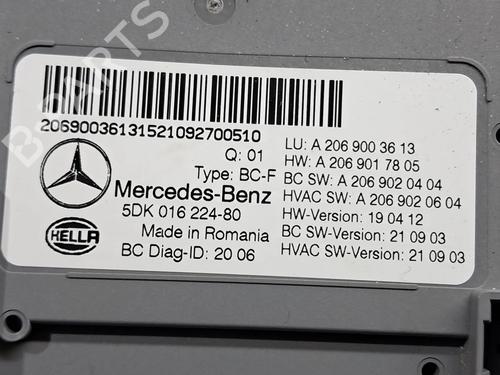 20690036131521092700510
Q: 01
Type: BC-F
Mercedes-Benz
5DK 016 224-80
Made in Romania
BC Diag-ID: 20 06
HELLA
LU: A 206 900 36 13
HW: A 206 901 78 05
BC SW: A 206 902 04 04
HVAC SW: A 206 902 06 04
HW-Version: 19 04 12
BC SW-Version: 21 09 03
HVAC SW-Version: 21 09 03
B-PARTS